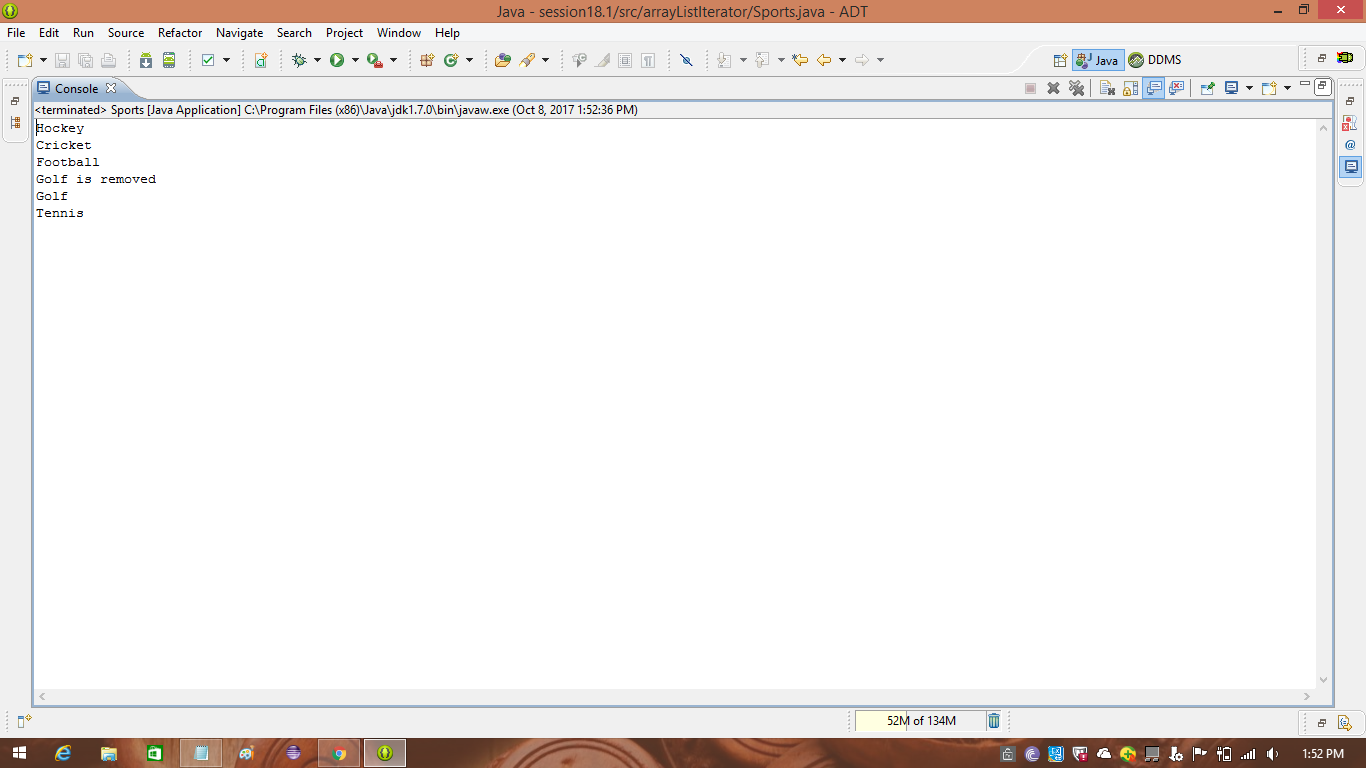 Java - session18.1/src/arrayListIterator/Sports.java - ADT
File Edit Run Source Refactor Navigate Search Project Window Help
Java DDMS
Console
<terminated> Sports [Java Application] C:\Program Files (x86)\Java\jdk1.7.0\bin\javaw.exe (Oct 8, 2017 1:52:36 PM)
Hockey
Cricket
Football
Golf is removed
Golf
Tennis
52M of 134M
1:52 PM